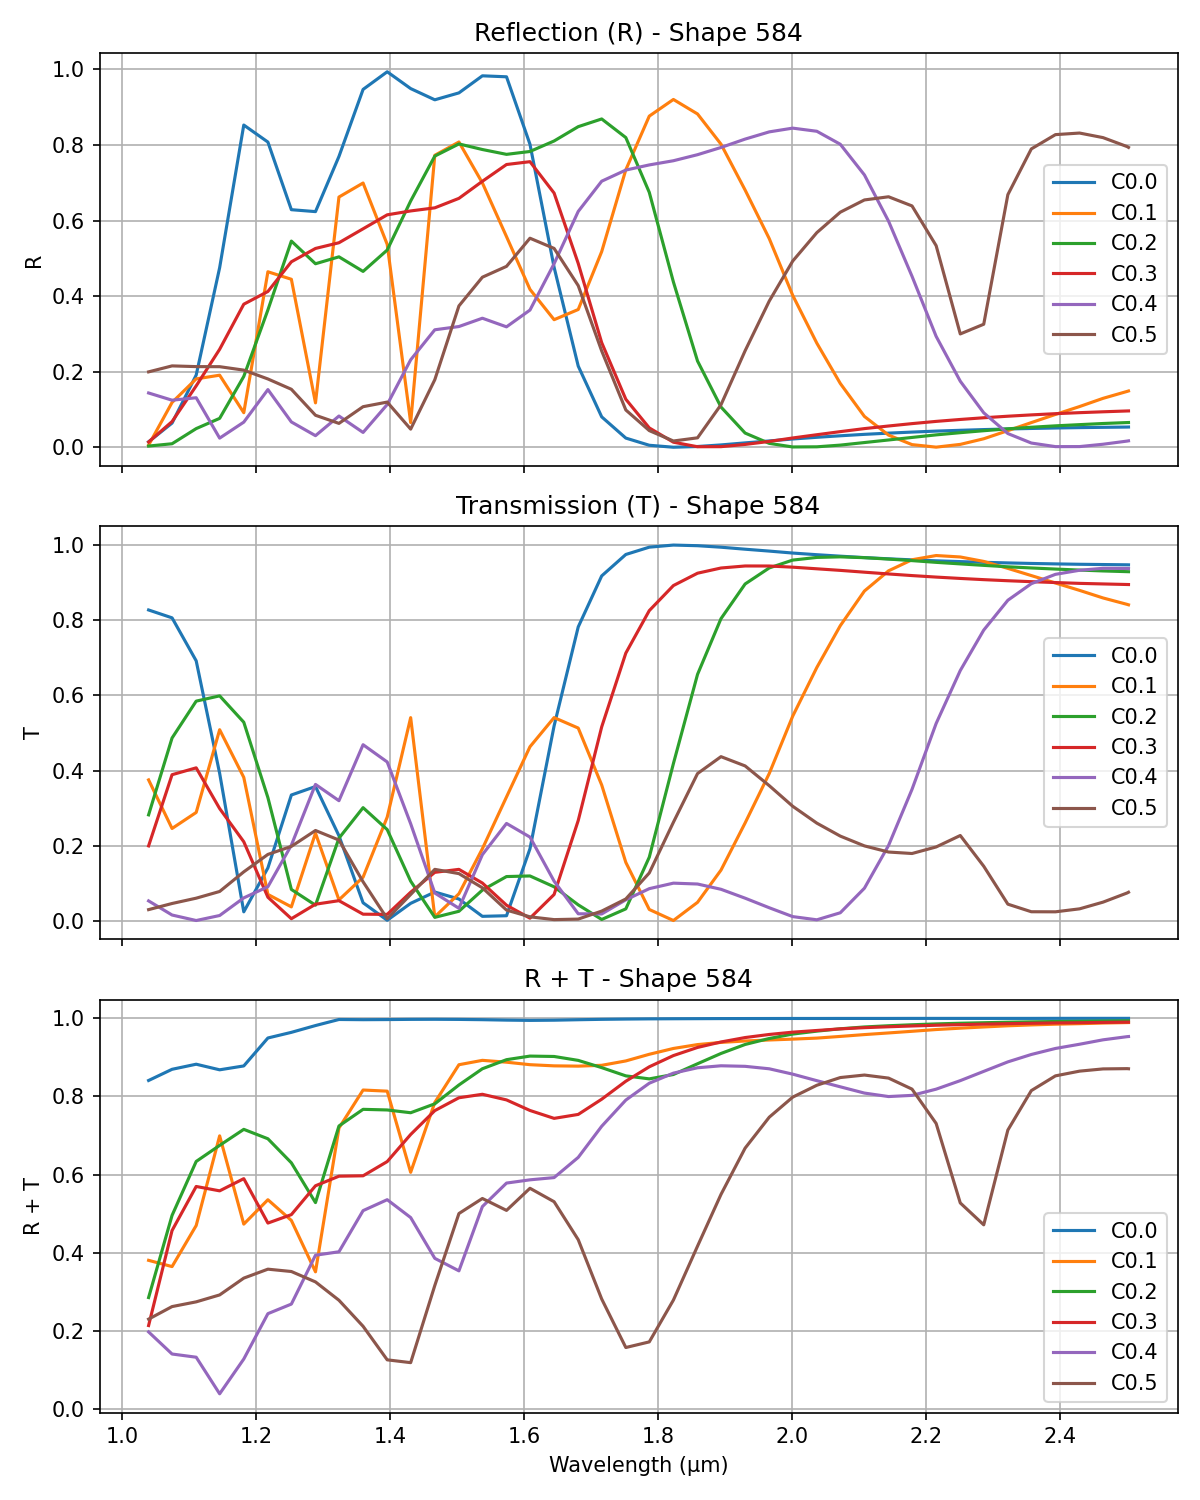 Reflection (R) - Shape 584
1.0
0.8
0.6
0.4
0.2
0.0
R
C0.0
C0.1
C0.2
C0.3
C0.4
C0.5
Transmission (T) - Shape 584
1.0
0.8
0.6
0.4
0.2
0.0
T
C0.0
C0.1
C0.2
C0.3
C0.4
C0.5
R + T - Shape 584
1.0
0.8
0.6
0.4
0.2
0.0
R + T
C0.0
C0.1
C0.2
C0.3
C0.4
C0.5
1.0 1.2 1.4 1.6 1.8 2.0 2.2 2.4
Wavelength (μm)